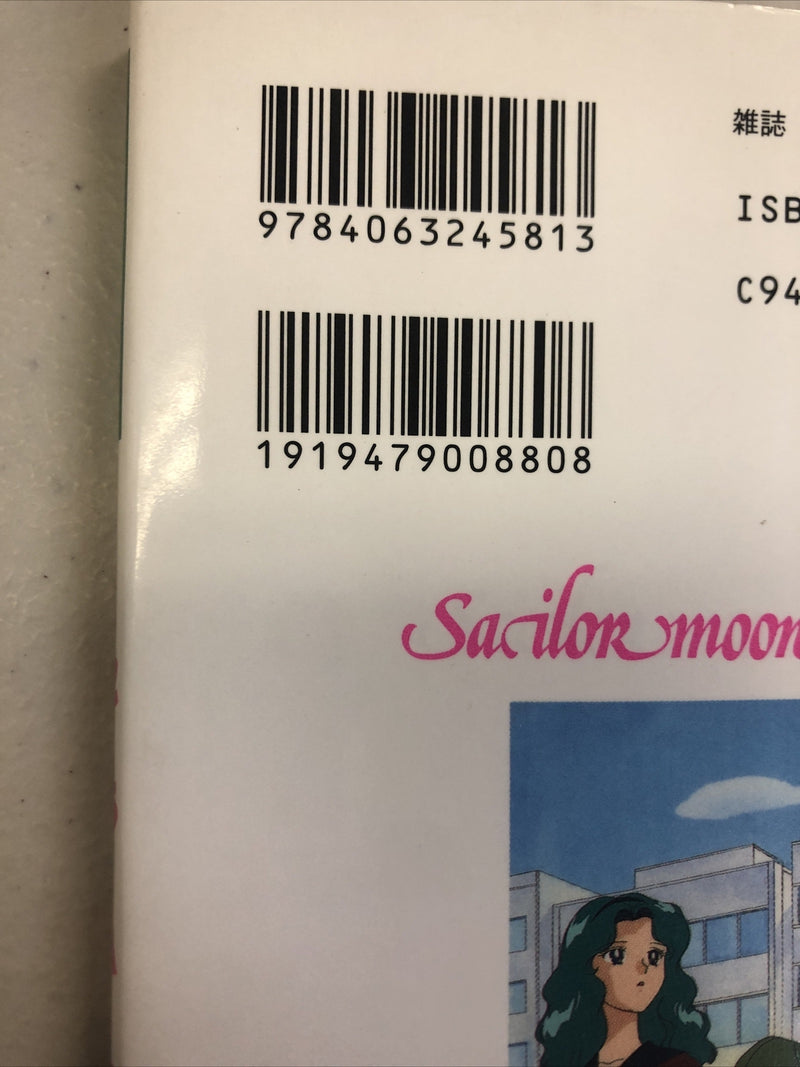 9784063245813
1919479008808
雑誌
ISB
C94
Sailor moon